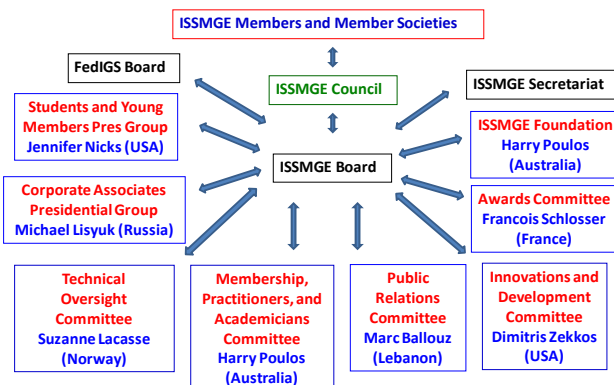 ISSMGE Members and Member Societies
FedIGS Board
ISSMGE Council
ISSMGE Secretariat
Students and Young
Members Pres Group
Jennifer Nicks (USA)
ISSMGE Foundation
Harry Poulos
(Australia)
ISSMGE Board
Corporate Associates
Presidential Group
Michael Lisyuk (Russia)
Awards Committee
Francois Schlosser
(France)
Technical
Oversight
Committee
Suzanne Lacasse
(Norway)
Membership,
Practitioners, and
Academicians
Committee
Harry Poulos
(Australia)
Public
Relations
Committee
Marc Ballouz
(Lebanon)
Innovations and
Development
Committee
Dimitris Zekkos
(USA)